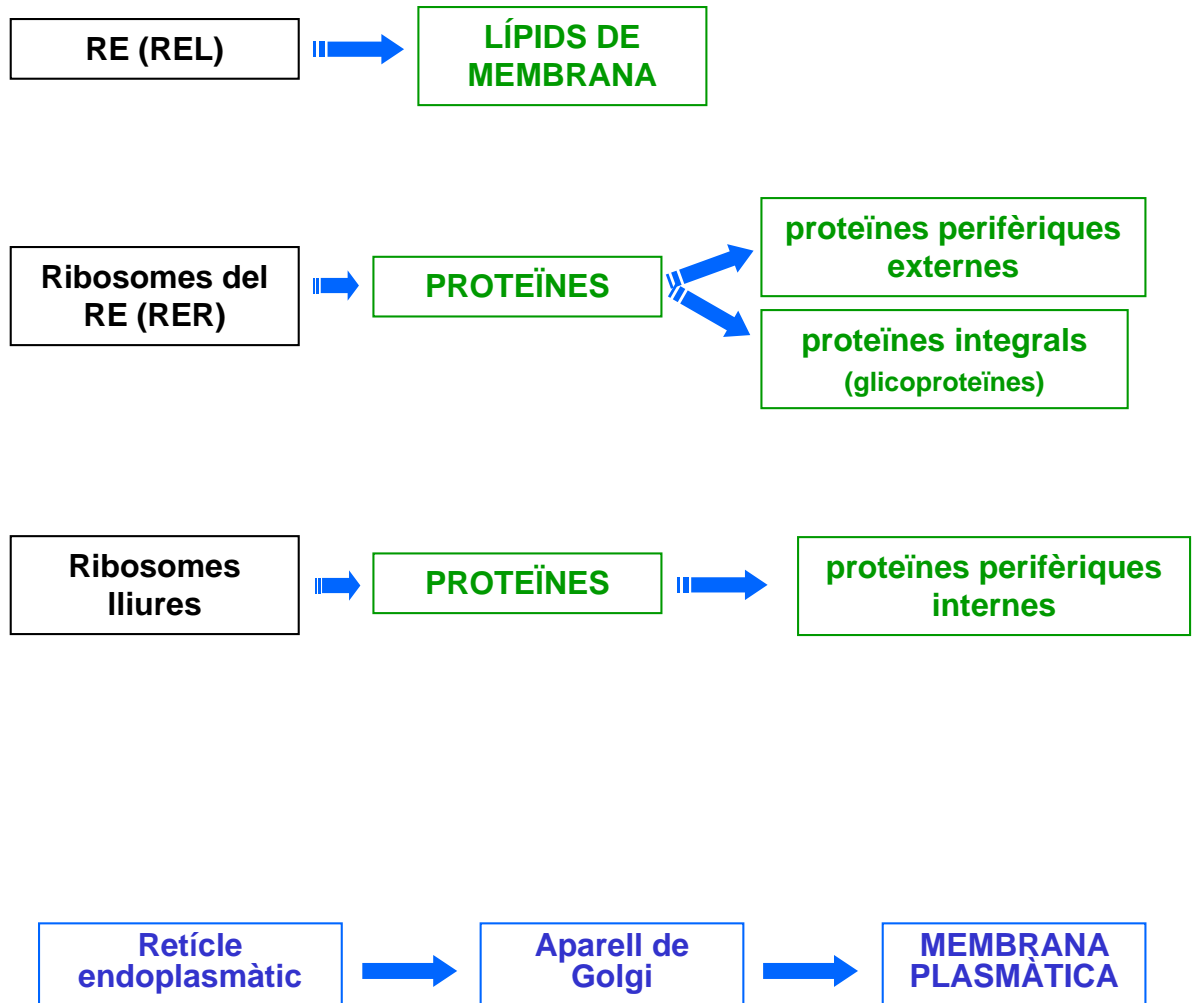 RE (REL)
LÍPIDS DE
MEMBRANA
Ribosomes del
RE (RER)
PROTEÏNES
proteïnes perifèriques
externes
proteïnes integrals
(glicoproteïnes)
Ribosomes
lliures
PROTEÏNES
proteïnes perifèriques
internes
Retícle
endoplasmàtic
Aparell de
Golgi
MEMBRANA
PLASMÀTICA